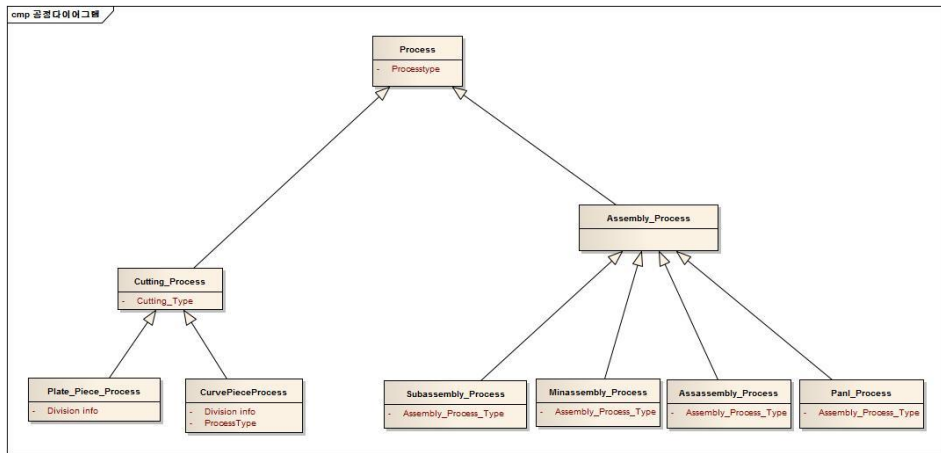 cmp 공정다이어그램
Process
- Processtype
Assembly_Process
Cutting_Process
- Cutting_Type
Plate_Piece_Process
- Division info
CurvePieceProcess
- Division info
- ProcessType
Subassembly_Process
- Assembly_Process_Type
Minassembly_Process
- Assembly_Process_Type
Assassembly_Process
- Assembly_Process_Type
Panl_Process
- Assembly_Process_Type